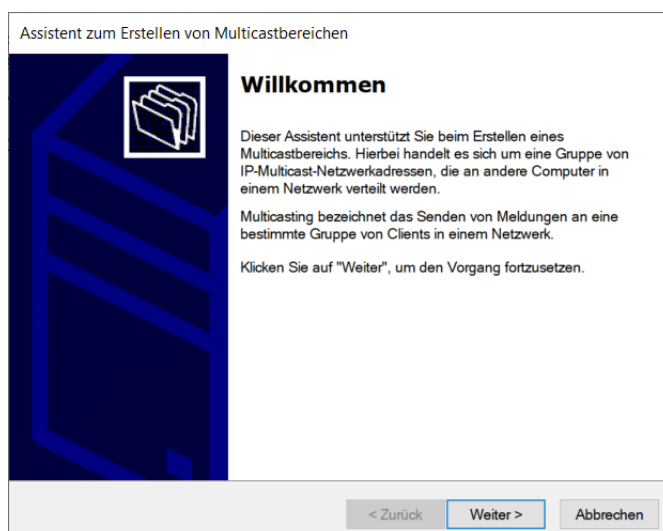 Assistent zum Erstellen von Multicastbereichen
Willkommen
Dieser Assistent unterstützt Sie beim Erstellen eines
Multicastbereichs. Hierbei handelt es sich um eine Gruppe von
IP-Multicast-Netzwerkadressen, die an andere Computer in
einem Netzwerk verteilt werden.
Multicasting bezeichnet das Senden von Meldungen an eine
bestimmte Gruppe von Clients in einem Netzwerk.
Klicken Sie auf "Weiter", um den Vorgang fortzusetzen.
< Zurück Weiter > Abbrechen